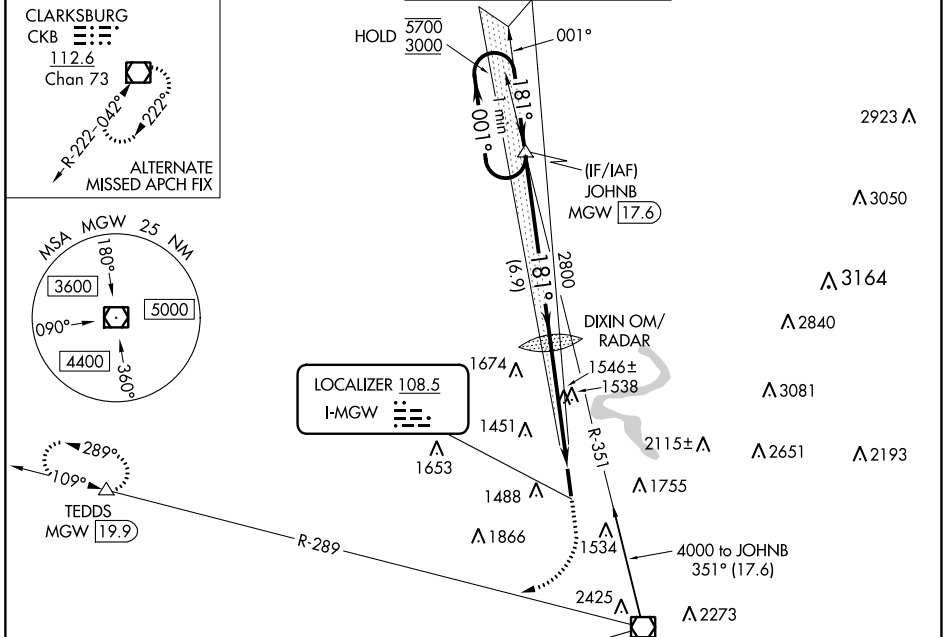 CLARKSBURG
CKB
112.6
Chan 73
R-222-042°
222°
ALTERNATE
MISSED APCH FIX
HOLD 5700
3000
001°
181°
1 min
001°
(IF/IAF)
JOHNB
MGW 17.6
2923
3050
3164
2840
3081
2651
2193
MSA MGW 25 NM
180°
3600
5000
090°
4400
360°
2800
181°
(6.9)
DIXIN OM/
RADAR
1674
1546±
1538
LOCALIZER 108.5
I-MGW
1451
1653
R-351
2115±
1488
1755
289°
109°
TEDDS
MGW 19.9
R-289
1866
1534
4000 to JOHNB
351° (17.6)
2425
2273